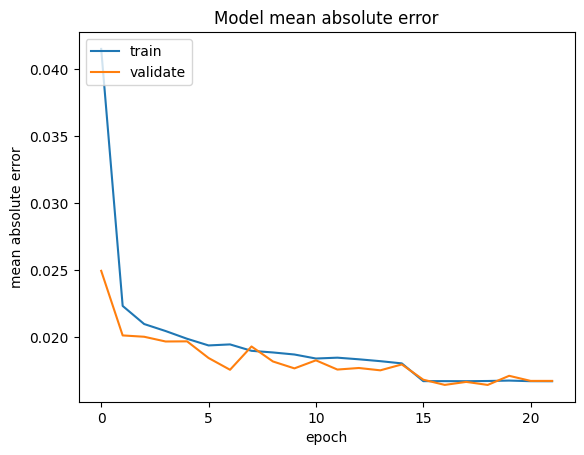 Model mean absolute error
train
validate
0.040
0.035
0.030
0.025
0.020
mean absolute error
0 5 10 15 20
epoch